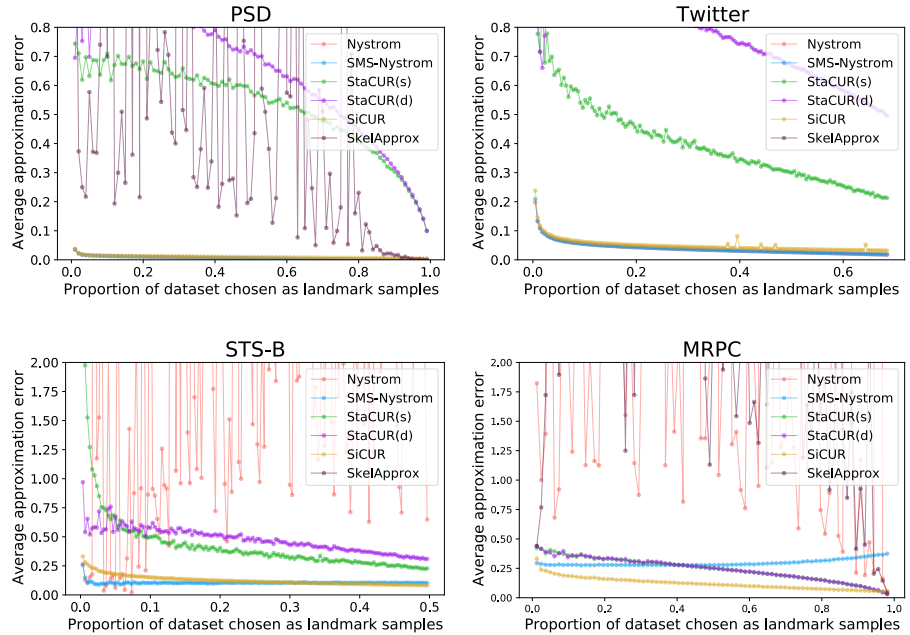 PSD
Average approximation error
0.8
0.7
0.6
0.5
0.4
0.3
0.2
0.1
0.0
Nystrom
SMS-Nystrom
StaCUR(s)
StaCUR(d)
SiCUR
SkelApprox
0.0 0.2 0.4 0.6 0.8 1.0
Proportion of dataset chosen as landmark samples
Twitter
Average approximation error
0.8
0.7
0.6
0.5
0.4
0.3
0.2
0.1
0.0
Nystrom
SMS-Nystrom
StaCUR(s)
StaCUR(d)
SiCUR
SkelApprox
0.0 0.2 0.4 0.6
Proportion of dataset chosen as landmark samples
STS-B
Average approximation error
2.00
1.75
1.50
1.25
1.00
0.75
0.50
0.25
0.00
Nystrom
SMS-Nystrom
StaCUR(s)
StaCUR(d)
SiCUR
SkelApprox
0.0 0.1 0.2 0.3 0.4 0.5
Proportion of dataset chosen as landmark samples
MRPC
Average approximation error
2.00
1.75
1.50
1.25
1.00
0.75
0.50
0.25
0.00
Nystrom
SMS-Nystrom
StaCUR(s)
StaCUR(d)
SiCUR
SkelApprox
0.0 0.2 0.4 0.6 0.8 1.0
Proportion of dataset chosen as landmark samples